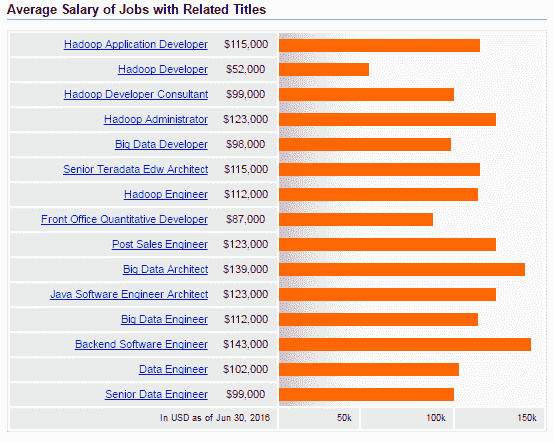 Average Salary of Jobs with Related Titles
Hadoop Application Developer $115,000
Hadoop Developer $52,000
Hadoop Developer Consultant $99,000
Hadoop Administrator $123,000
Big Data Developer $98,000
Senior Teradata Edw Architect $115,000
Hadoop Engineer $112,000
Front Office Quantitative Developer $87,000
Post Sales Engineer $123,000
Big Data Architect $139,000
Java Software Engineer Architect $123,000
Big Data Engineer $112,000
Backend Software Engineer $143,000
Data Engineer $102,000
Senior Data Engineer $99,000
In USD as of Jun 30, 2016 50k 100k 150k